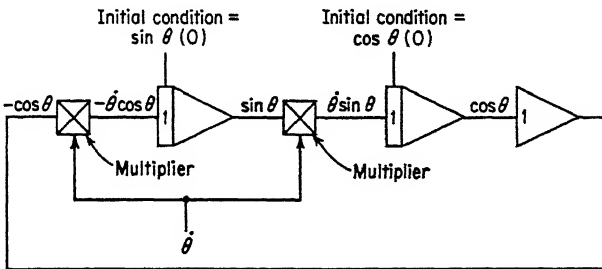 Initial condition =
sin θ (0)
Initial condition =
cos θ (0)
-cos θ
-θ̇ cos θ
1
sin θ
θ̇ sin θ
1
cos θ
1
Multiplier
Multiplier
θ̇